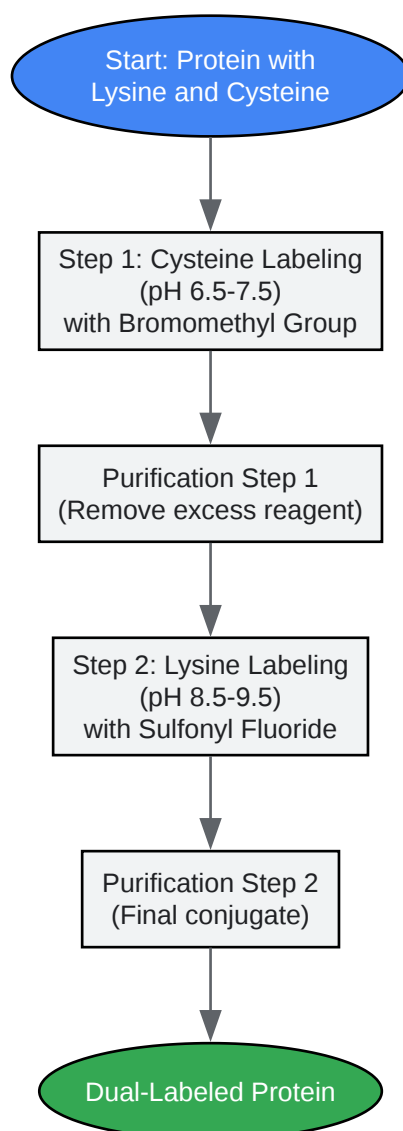 Start: Protein with
Lysine and Cysteine
Step 1: Cysteine Labeling
(pH 6.5-7.5)
with Bromomethyl Group
Purification Step 1
(Remove excess reagent)
Step 2: Lysine Labeling
(pH 8.5-9.5)
with Sulfonyl Fluoride
Purification Step 2
(Final conjugate)
Dual-Labeled Protein